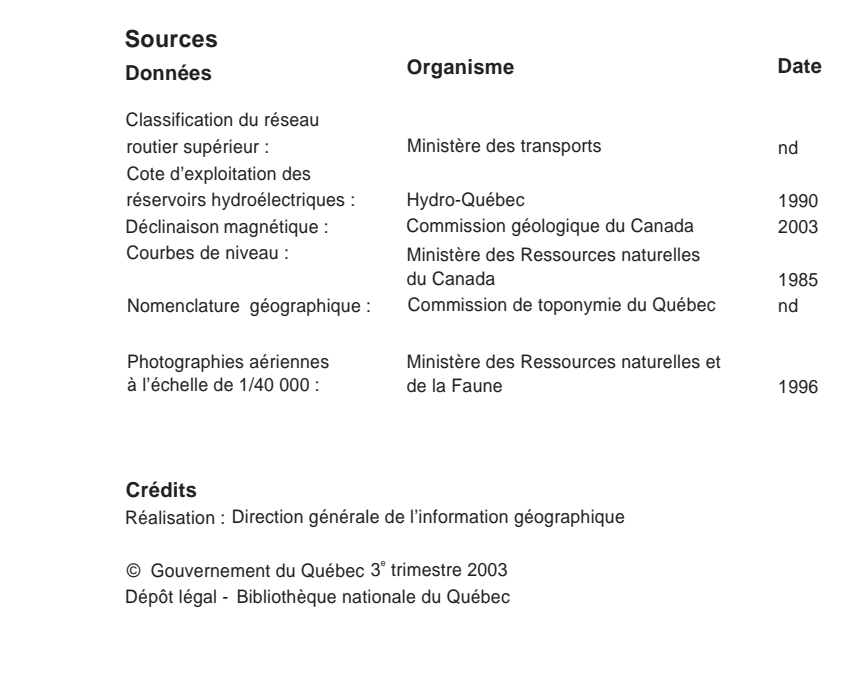 Sources
Données Organisme Date
Classification du réseau
routier supérieur : Ministère des transports nd
Cote d’exploitation des
réservoirs hydroélectriques : Hydro-Québec 1990
Déclinaison magnétique : Commission géologique du Canada 2003
Courbes de niveau : Ministère des Ressources naturelles
du Canada 1985
Nomenclature géographique : Commission de toponymie du Québec nd
Photographies aériennes Ministère des Ressources naturelles et
à l’échelle de 1/40 000 : de la Faune 1996
Crédits
Réalisation : Direction générale de l’information géographique
© Gouvernement du Québec 3e trimestre 2003
Dépôt légal - Bibliothèque nationale du Québec